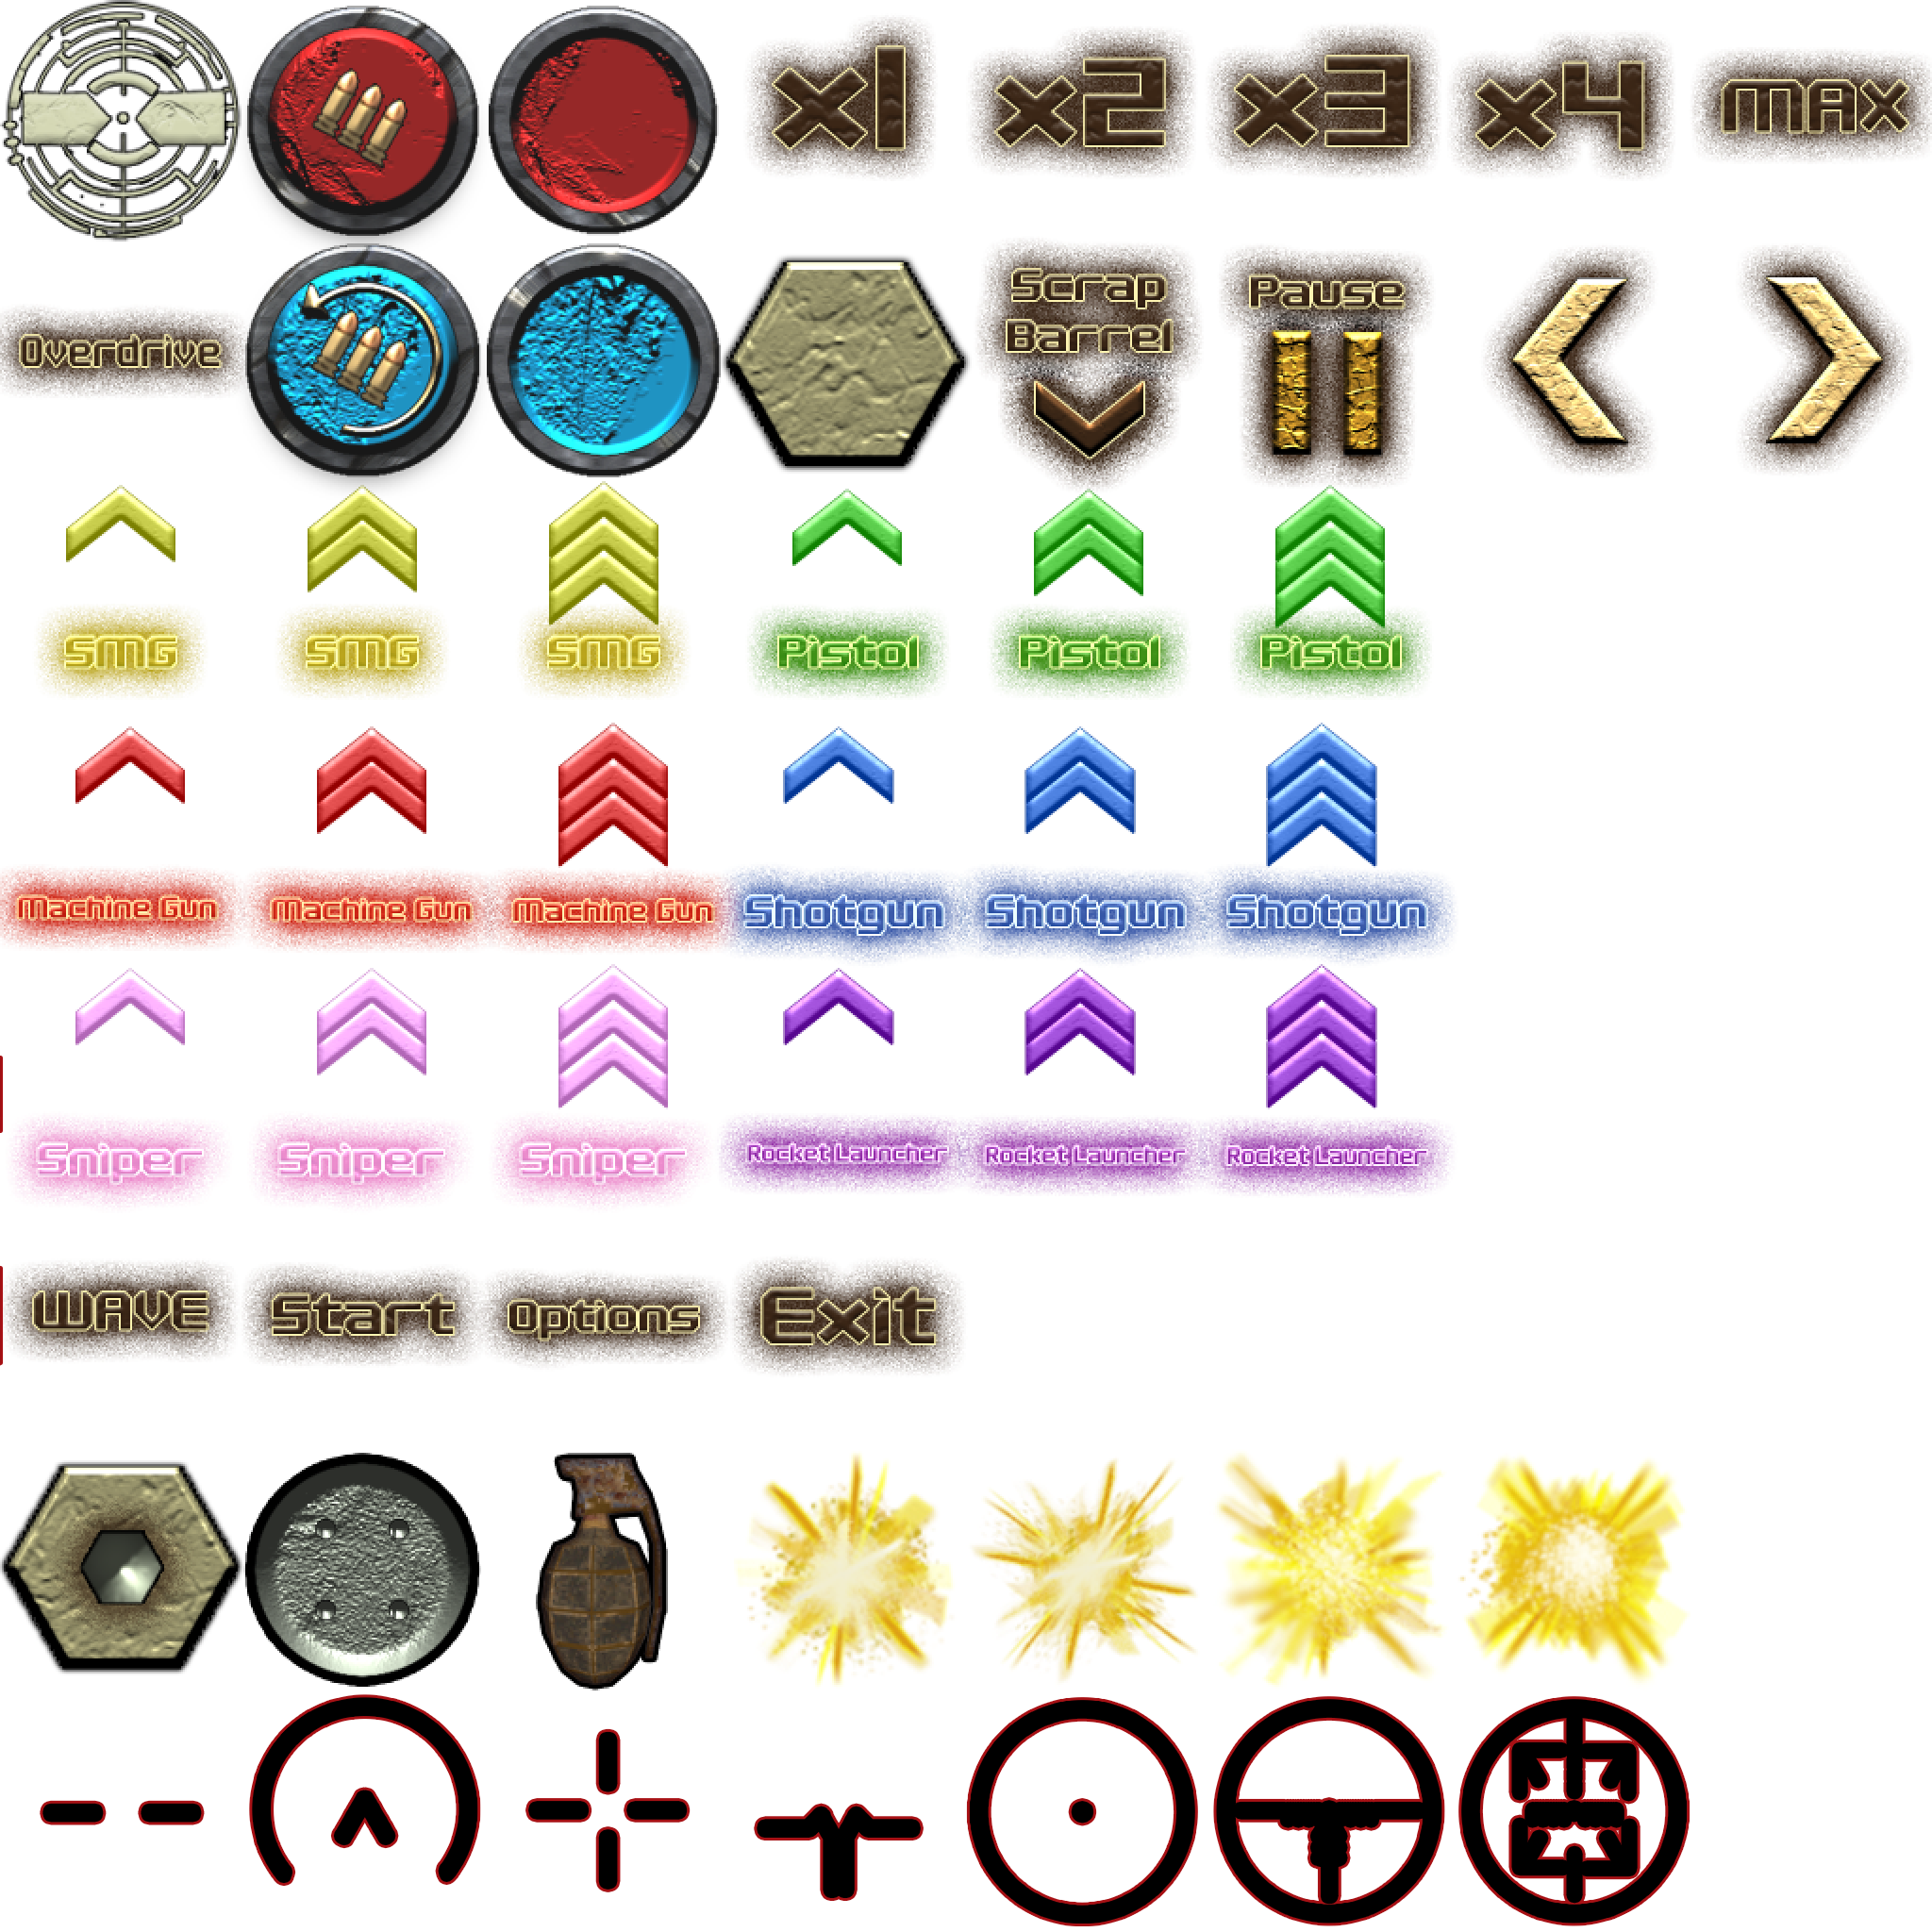 x1
x2
x3
x4
MAX
Overdrive
Scrap
Barrel
Pause
SMG
SMG
SMG
Pistol
Pistol
Pistol
Machine Gun
Machine Gun
Machine Gun
Shotgun
Shotgun
Shotgun
Sniper
Sniper
Sniper
Rocket Launcher
Rocket Launcher
Rocket Launcher
WAVE
Start
Options
Exit